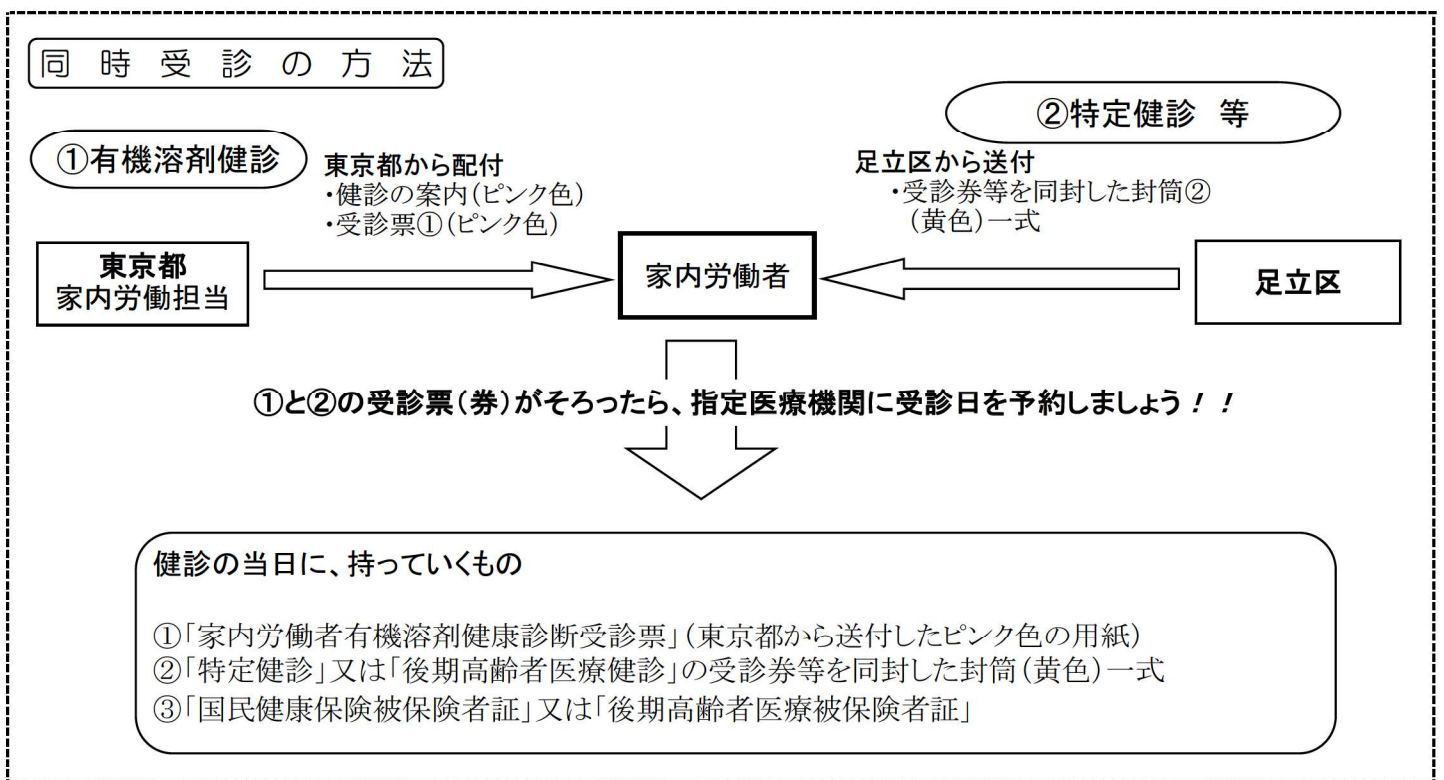 同時受診の方法
②特定健診 等
①有機溶剤健診
東京都から配付
・健診の案内(ピンク色)
・受診票①(ピンク色)
足立区から送付
・受診券等を同封した封筒②
(黄色)一式
東京都
家内労働担当
家内労働者
足立区
①と②の受診票(券)がそろったら、指定医療機関に受診日を予約しましょう!!
健診の当日に、持っていくもの
①「家内労働者有機溶剤健康診断受診票」(東京都から送付したピンク色の用紙)
②「特定健診」又は「後期高齢者医療健診」の受診券等を同封した封筒(黄色)一式
③「国民健康保険被保険者証」又は「後期高齢者医療被保険者証」